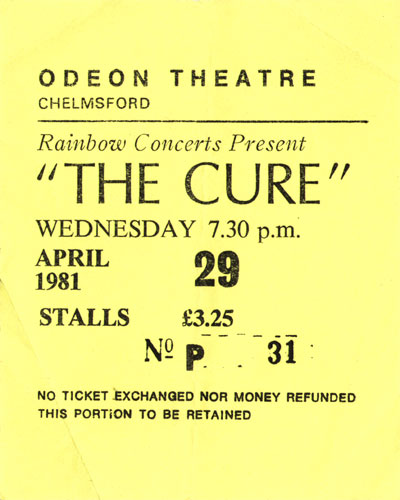 ODEON THEATRE
CHELMSFORD
Rainbow Concerts Present
"THE CURE"
WEDNESDAY 7.30 p.m.
APRIL 29
1981
STALLS £3.25
Nº P 31
NO TICKET EXCHANGED NOR MONEY REFUNDED
THIS PORTION TO BE RETAINED